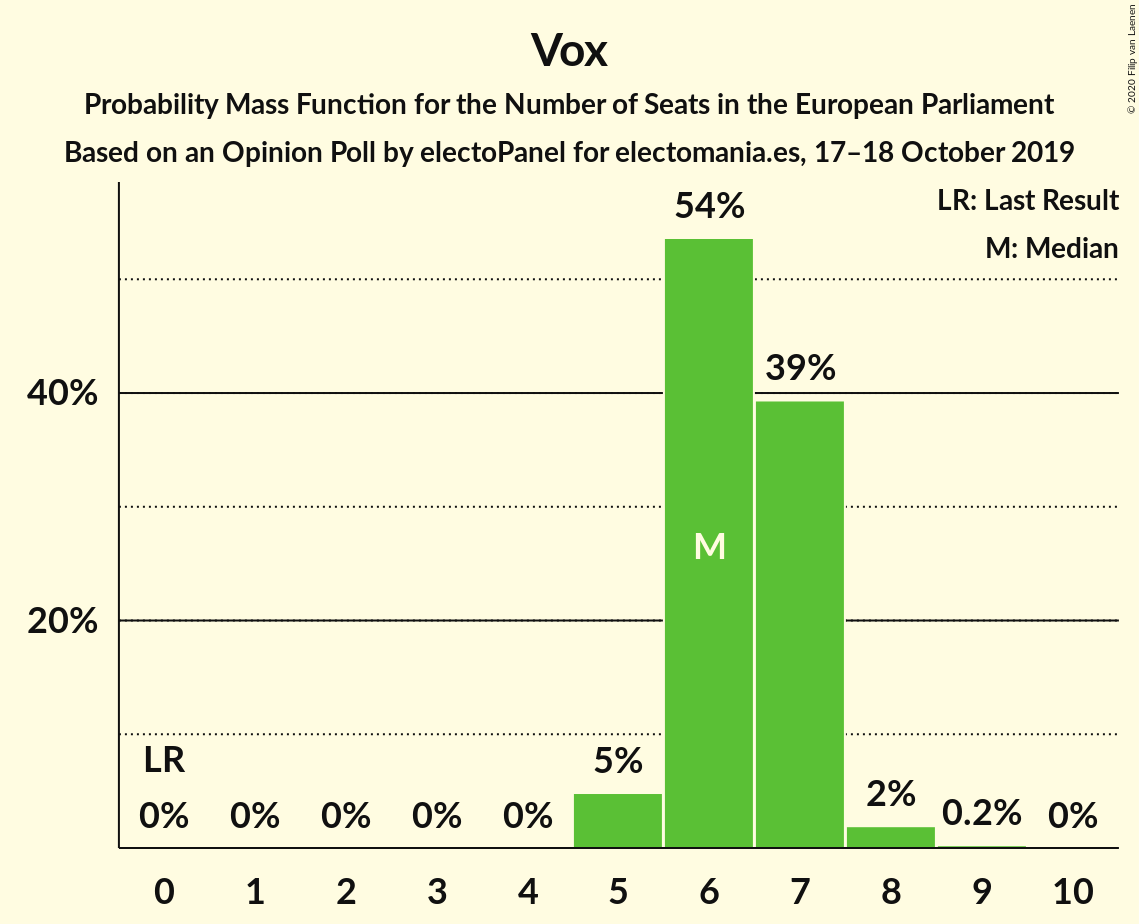 Vox
Probability Mass Function for the Number of Seats in the European Parliament
Based on an Opinion Poll by electoPanel for electomania.es, 17–18 October 2019
© 2020 Filip van Laenen
LR: Last Result
M: Median
54%
39%
40%
M
20%
LR
5%
2%
0% 0% 0% 0% 0% 0.2% 0%
0 1 2 3 4 5 6 7 8 9 10